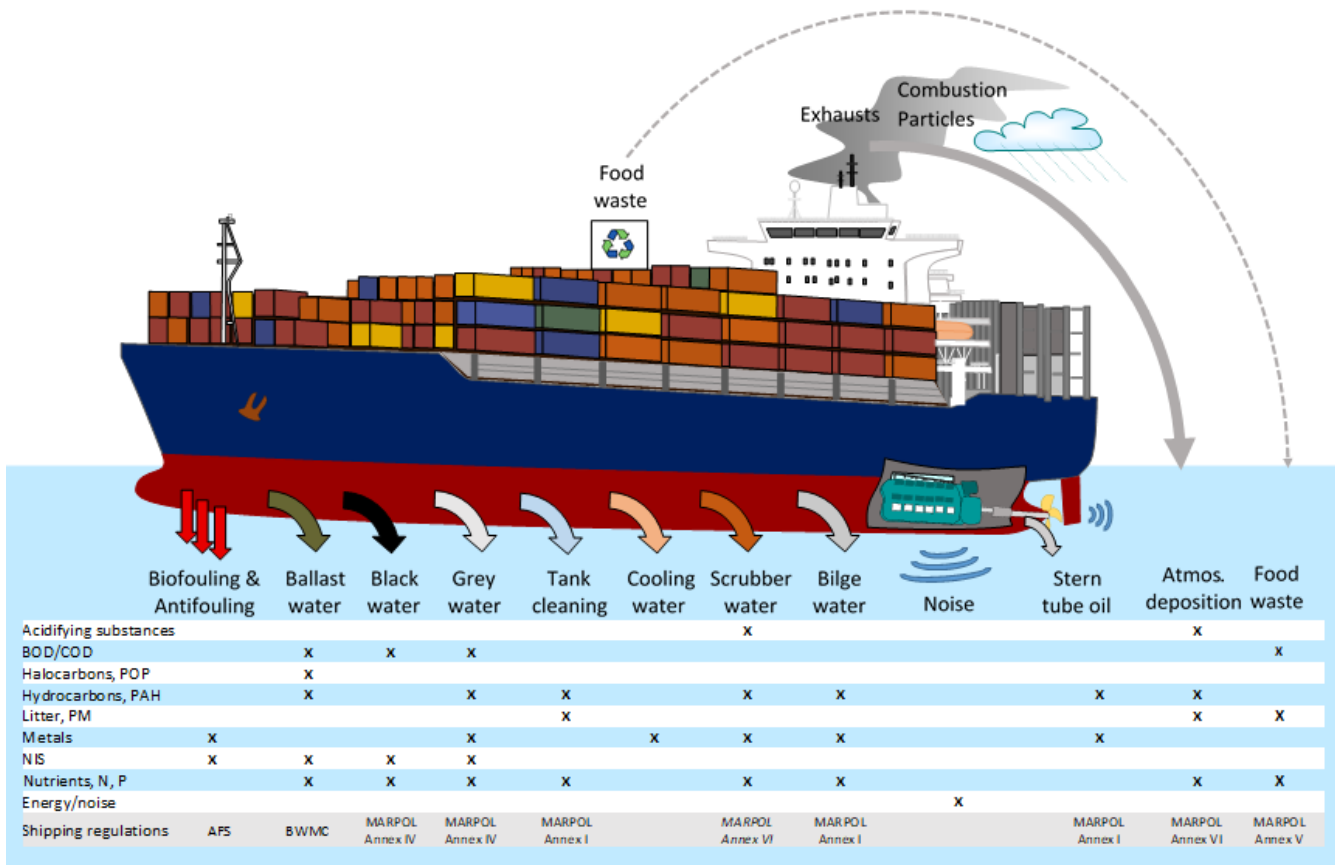 Exhausts
Combustion
Particles
Food
waste
Biofouling &
Antifouling
Ballast
water
Black
water
Grey
water
Tank
cleaning
Cooling
water
Scrubber
water
Bilge
water
Noise
Stern
tube oil
Atmos.
deposition
Food
waste
Acidifying substances x x
BOD/COD x x x x
Halocarbons, POP x
Hydrocarbons, PAH x x x x x x x
Litter, PM x x x
Metals x x x x x x
NIS x x x x
Nutrients, N, P x x x x x x x x
Energy/noise x
Shipping regulations AFS BWMC MARPOL Annex IV MARPOL Annex IV MARPOL Annex I MARPOL Annex VI MARPOL Annex I MARPOL Annex I MARPOL Annex VI MARPOL Annex V